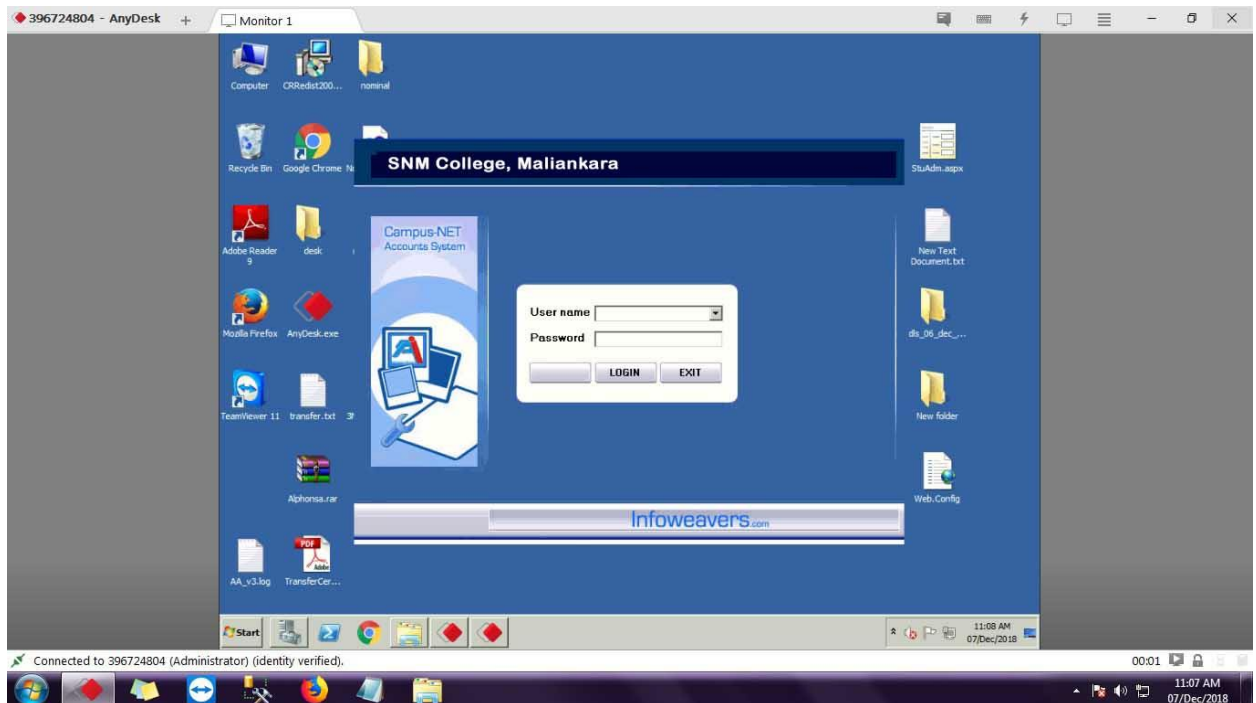 396724804 - AnyDesk
Monitor 1
Computer
CRRedist200...
nominal
Recycle Bin
Google Chrome
SNM College, Maliankara
StuAdm.aspx
Adobe Reader
9
desk
Campus-NET
Accounts System
New Text
Document.txt
User name
Password
LOGIN EXIT
Mozilla Firefox
AnyDesk.exe
dls_06_dec_...
TeamViewer 11
transfer.txt
New folder
Alphonsa.rar
Web.Config
Infoweavers.com
PDF
Adobe
AA_v3.log
TransferCer...
Start
11:08 AM
07/Dec/2018
Connected to 396724804 (Administrator) (identity verified).
00:01
11:07 AM
07/Dec/2018